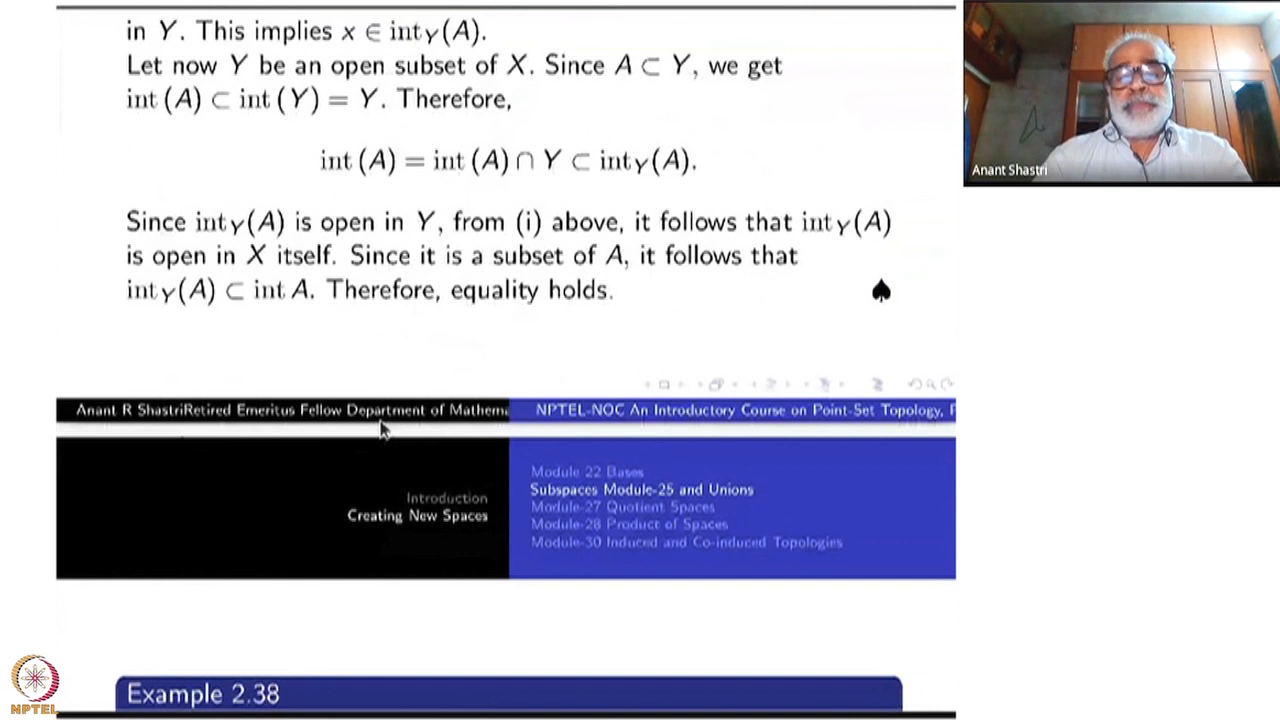 in Y. This implies x ∈ int_Y(A).
Let now Y be an open subset of X. Since A ⊂ Y, we get
int (A) ⊂ int (Y) = Y. Therefore,
int (A) = int (A) ∩ Y ⊂ int_Y(A).
Since int_Y(A) is open in Y, from (i) above, it follows that int_Y(A)
is open in X itself. Since it is a subset of A, it follows that
int_Y(A) ⊂ int A. Therefore, equality holds. ♠
Anant R ShastriRetired Emeritus Fellow Department of Mathema
NPTEL-NOC An Introductory Course on Point-Set Topology, P
Introduction
Creating New Spaces
Module 22 Bases
Subspaces Module-25 and Unions
Module-27 Quotient Spaces
Module-28 Product of Spaces
Module-30 Induced and Co-induced Topologies
Example 2.38
Anant Shastri
NPTEL